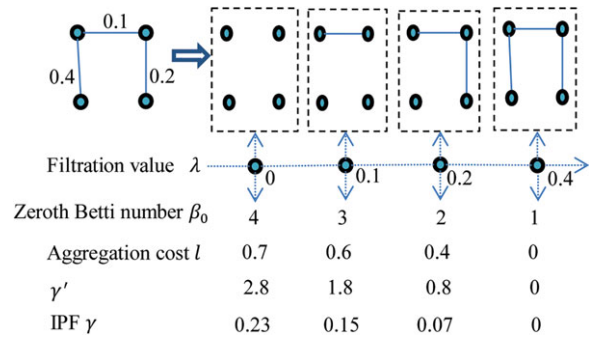 0.1
0.4
0.2
Filtration value λ
0
0.1
0.2
0.4
Zeroth Betti number β₀ 4 3 2 1
Aggregation cost l 0.7 0.6 0.4 0
γ′ 2.8 1.8 0.8 0
IPF γ 0.23 0.15 0.07 0